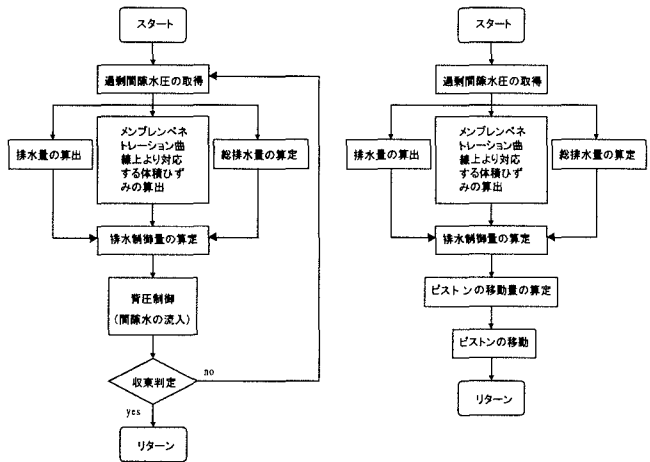 スタート
過剰間隙水圧の取得
排水量の算出
メンブレンペネ
トレーション曲
線上より対応
する体積ひず
みの算出
総排水量の算定
排水制御量の算定
背圧制御
(間隙水の流入)
収束判定
no
yes
リターン
スタート
過剰間隙水圧の取得
排水量の算出
メンブレンペネ
トレーション曲
線上より対応
する体積ひず
みの算出
総排水量の算定
排水制御量の算定
ピストンの移動量の算定
ピストンの移動
リターン